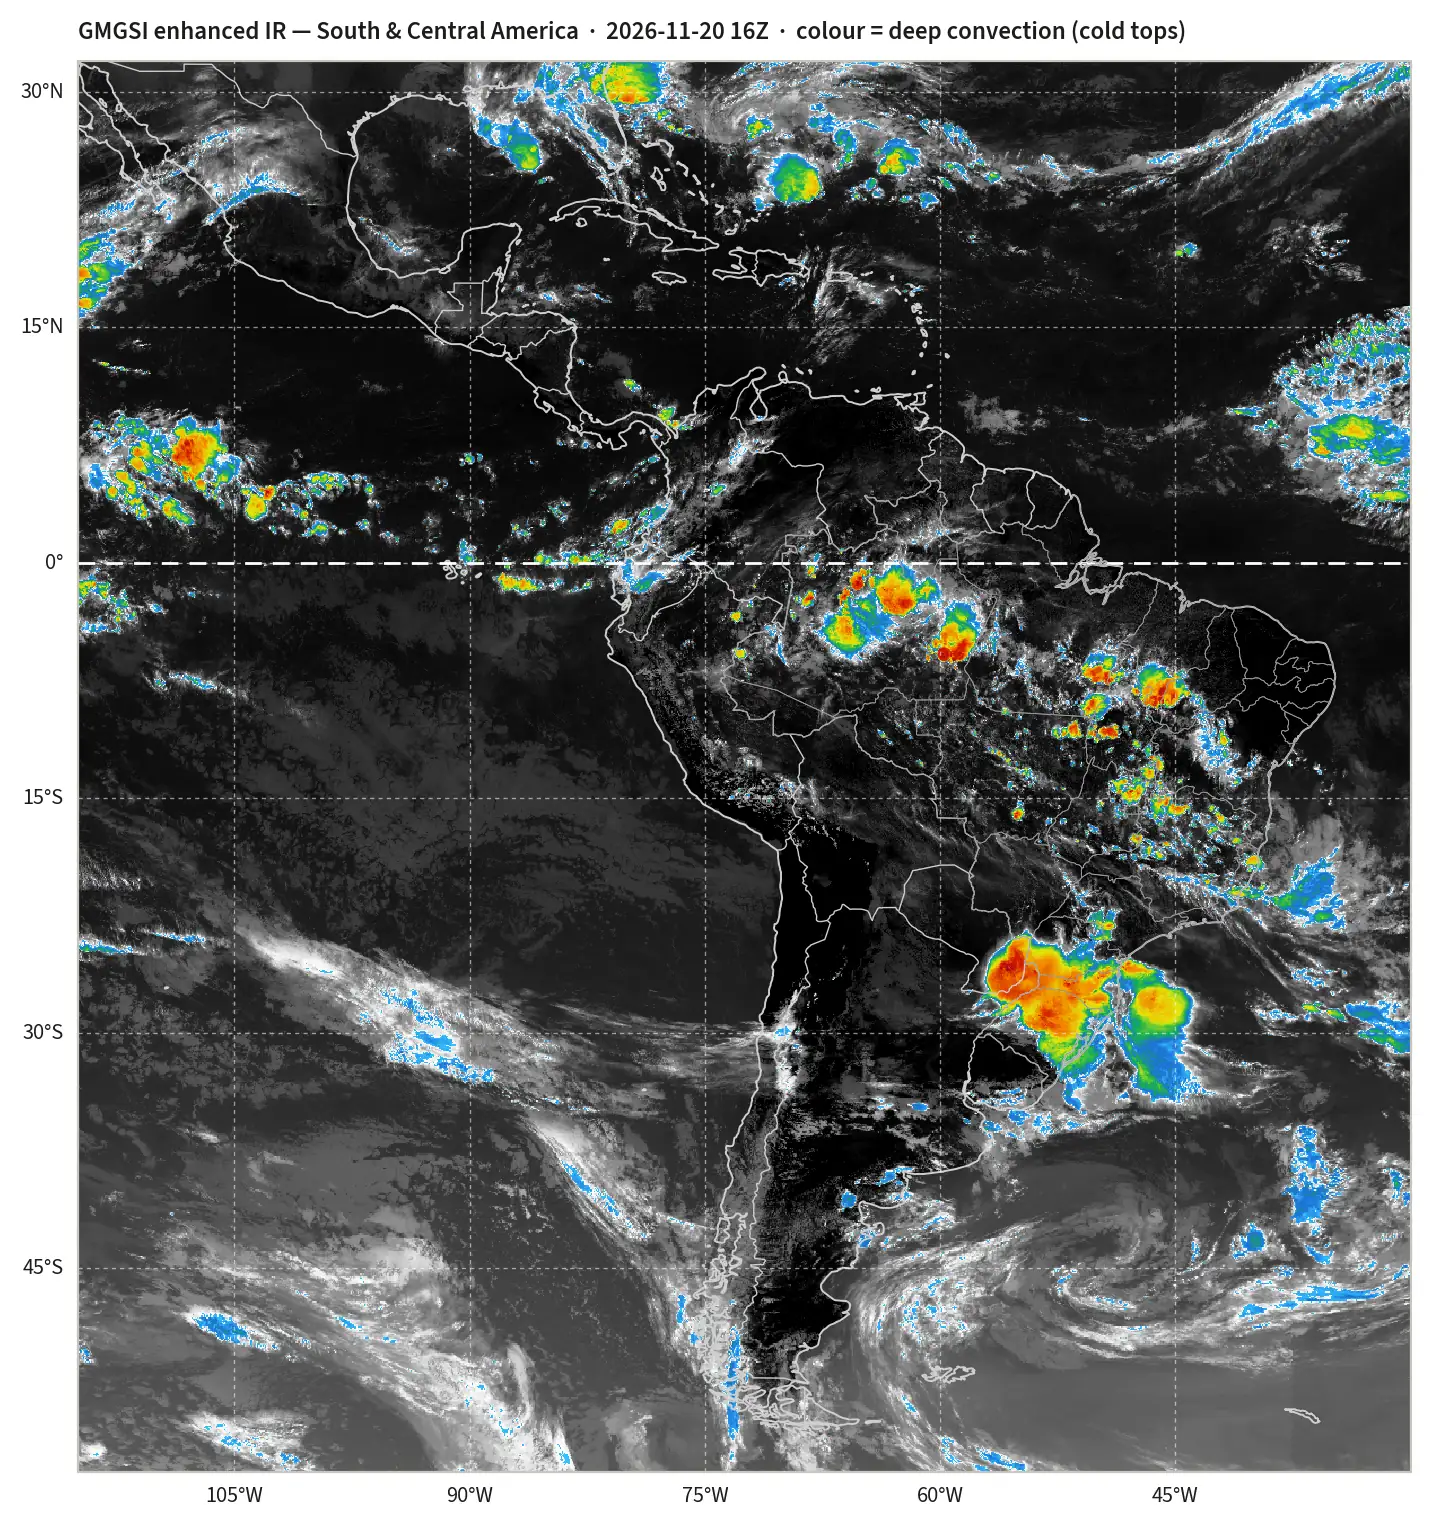 GMGSI enhanced IR — South & Central America · 2026-11-20 16Z · colour = deep convection (cold tops)
30°N
15°N
0°
15°S
30°S
45°S
105°W
90°W
75°W
60°W
45°W